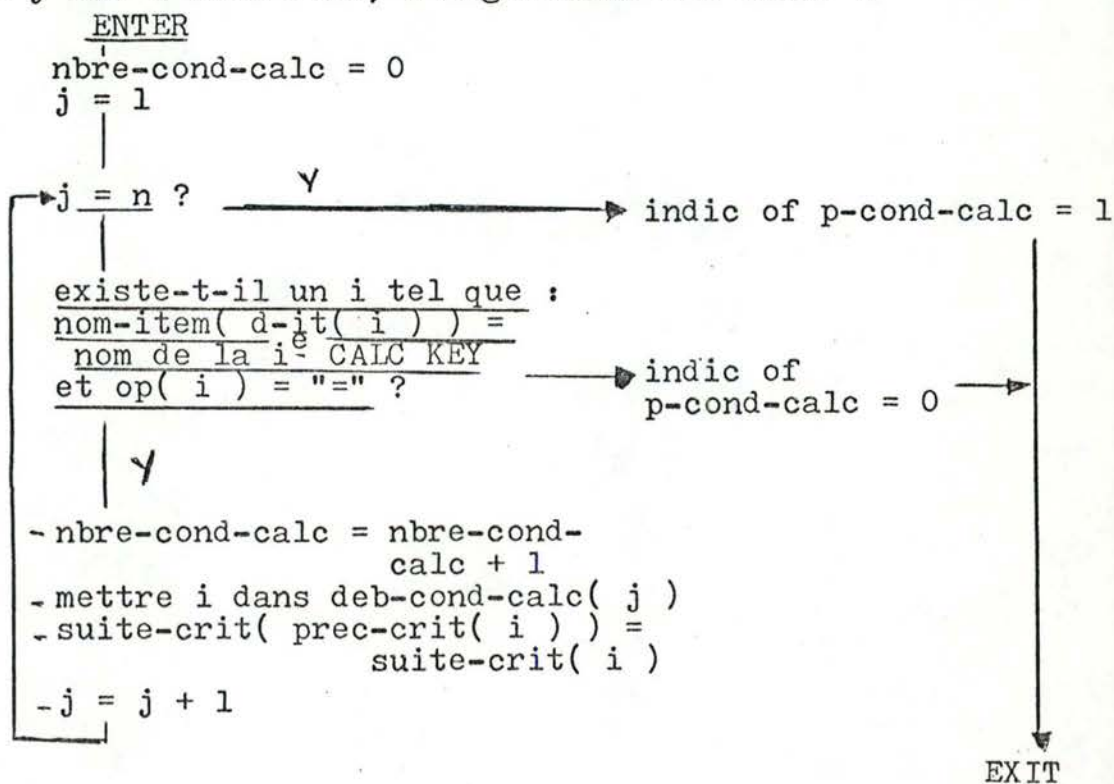 ENTER
nbre-cond-calc = 0
j = 1
j = n ?
Y
indic of p-cond-calc = 1
existe-t-il un i tel que :
nom-item( d-it( i ) ) =
nom de la ie CALC KEY
et op( i ) = "=" ?
indic of
p-cond-calc = 0
Y
- nbre-cond-calc = nbre-cond-
calc + 1
- mettre i dans deb-cond-calc( j )
- suite-crit( prec-crit( i ) ) =
suite-crit( i )
- j = j + 1
EXIT